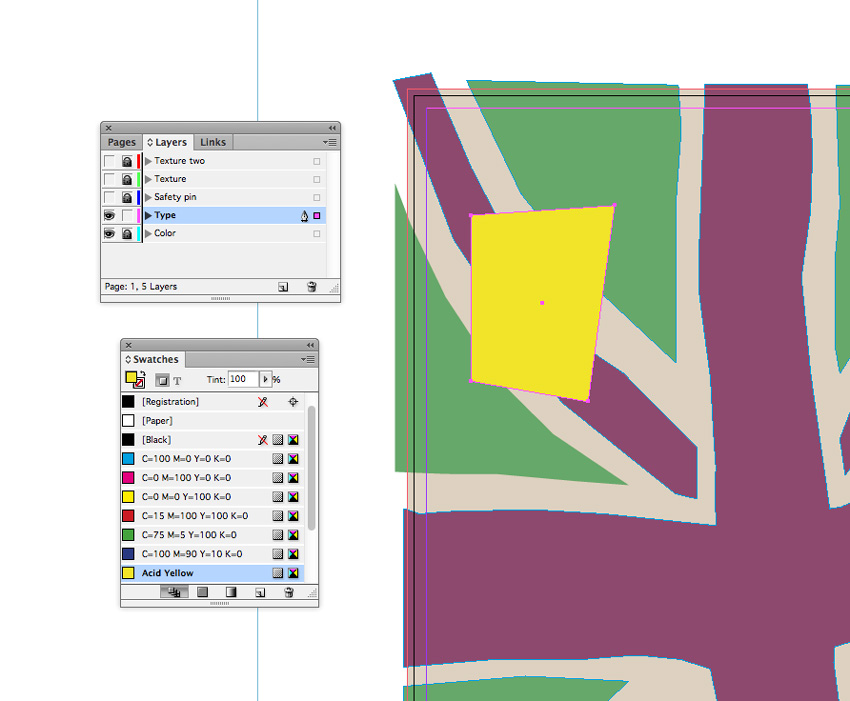 Pages Layers Links
Texture two
Texture
Safety pin
Type
Color
Page: 1, 5 Layers
Swatches
T Tint: 100 %
[Registration]
[Paper]
[Black]
C=100 M=0 Y=0 K=0
C=0 M=100 Y=0 K=0
C=0 M=0 Y=100 K=0
C=15 M=100 Y=100 K=0
C=75 M=5 Y=100 K=0
C=100 M=90 Y=10 K=0
Acid Yellow